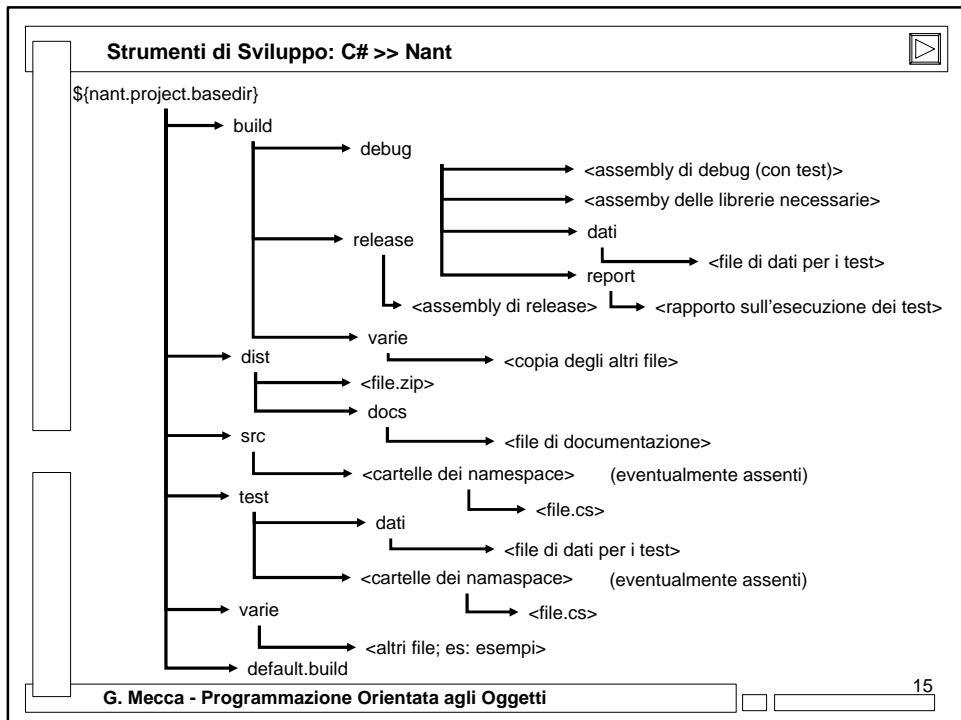 Strumenti di Sviluppo: C# >> Nant
${nant.project.basedir}
build
debug
<assembly di debug (con test)>
<assemby delle librerie necessarie>
dati
release
<file di dati per i test>
report
<assembly di release>
<rapporto sull'esecuzione dei test>
varie
dist
<copia degli altri file>
<file.zip>
docs
src
<file di documentazione>
<cartelle dei namespace> (eventualmente assenti)
test
<file.cs>
dati
<file di dati per i test>
<cartelle dei namaspace> (eventualmente assenti)
varie
<file.cs>
<altri file; es: esempi>
default.build
G. Mecca - Programmazione Orientata agli Oggetti
15